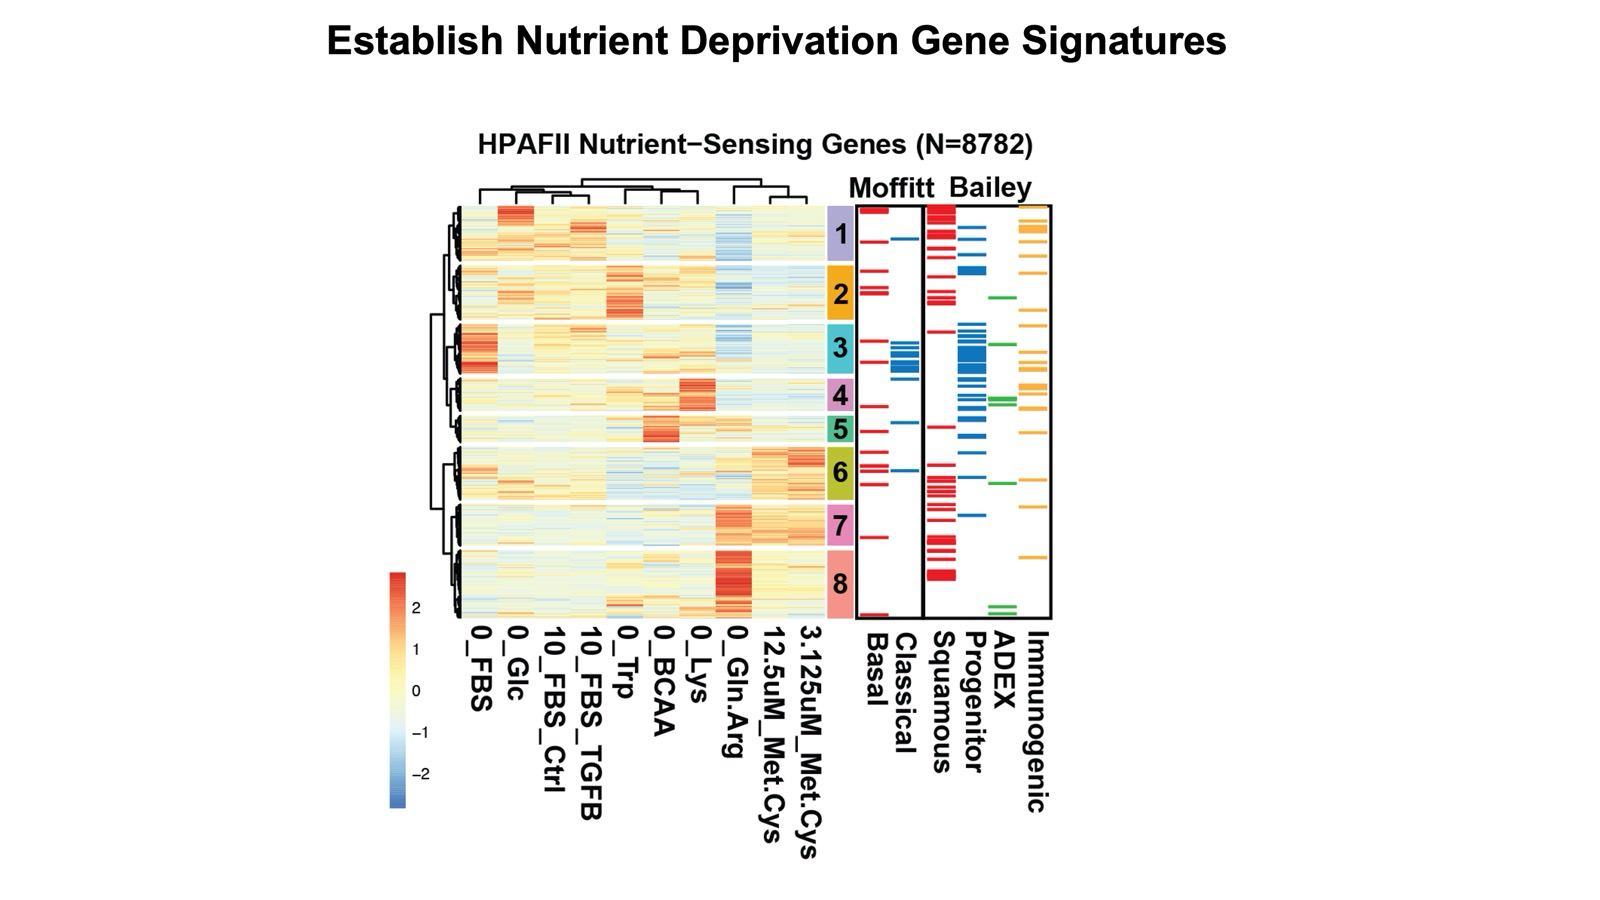 Establish Nutrient Deprivation Gene Signatures
HPAFII Nutrient−Sensing Genes (N=8782)
Moffitt Bailey
1
2
3
4
5
6
7
8
2
1
0
−1
−2
0_FBS
0_Glc
10_FBS_Ctrl
10_FBS_TGFB
0_Trp
0_BCAA
0_Lys
0_Gln.Arg
12.5uM_Met.Cys
3.125uM_Met.Cys
Basal
Classical
Squamous
Progenitor
ADEX
Immunogenic